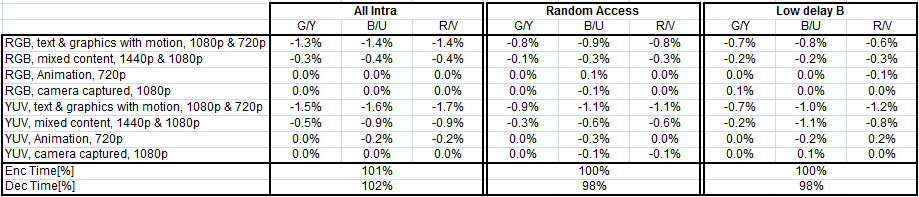 All Intra Random Access Low delay B
G/Y B/U R/V G/Y B/U R/V G/Y B/U R/V
RGB, text & graphics with motion, 1080p & 720p -1.3% -1.4% -1.4% -0.8% -0.9% -0.8% -0.7% -0.8% -0.6%
RGB, mixed content, 1440p & 1080p -0.3% -0.4% -0.4% -0.1% -0.3% -0.3% -0.2% -0.2% -0.3%
RGB, Animation, 720p 0.0% 0.0% 0.0% 0.0% 0.1% 0.0% 0.0% 0.0% -0.1%
RGB, camera captured, 1080p 0.0% 0.0% 0.0% 0.0% -0.1% 0.0% 0.1% 0.0% 0.0%
YUV, text & graphics with motion, 1080p & 720p -1.5% -1.6% -1.7% -0.9% -1.1% -1.1% -0.7% -1.0% -1.2%
YUV, mixed content, 1440p & 1080p -0.5% -0.9% -0.9% -0.3% -0.6% -0.6% -0.2% -1.1% -0.8%
YUV, Animation, 720p 0.0% -0.2% -0.2% 0.0% -0.3% 0.0% 0.0% -0.2% 0.2%
YUV, camera captured, 1080p 0.0% 0.0% 0.0% 0.0% -0.1% -0.1% 0.0% 0.1% 0.0%
Enc Time[%] 101% 100% 100%
Dec Time[%] 102% 98% 98%